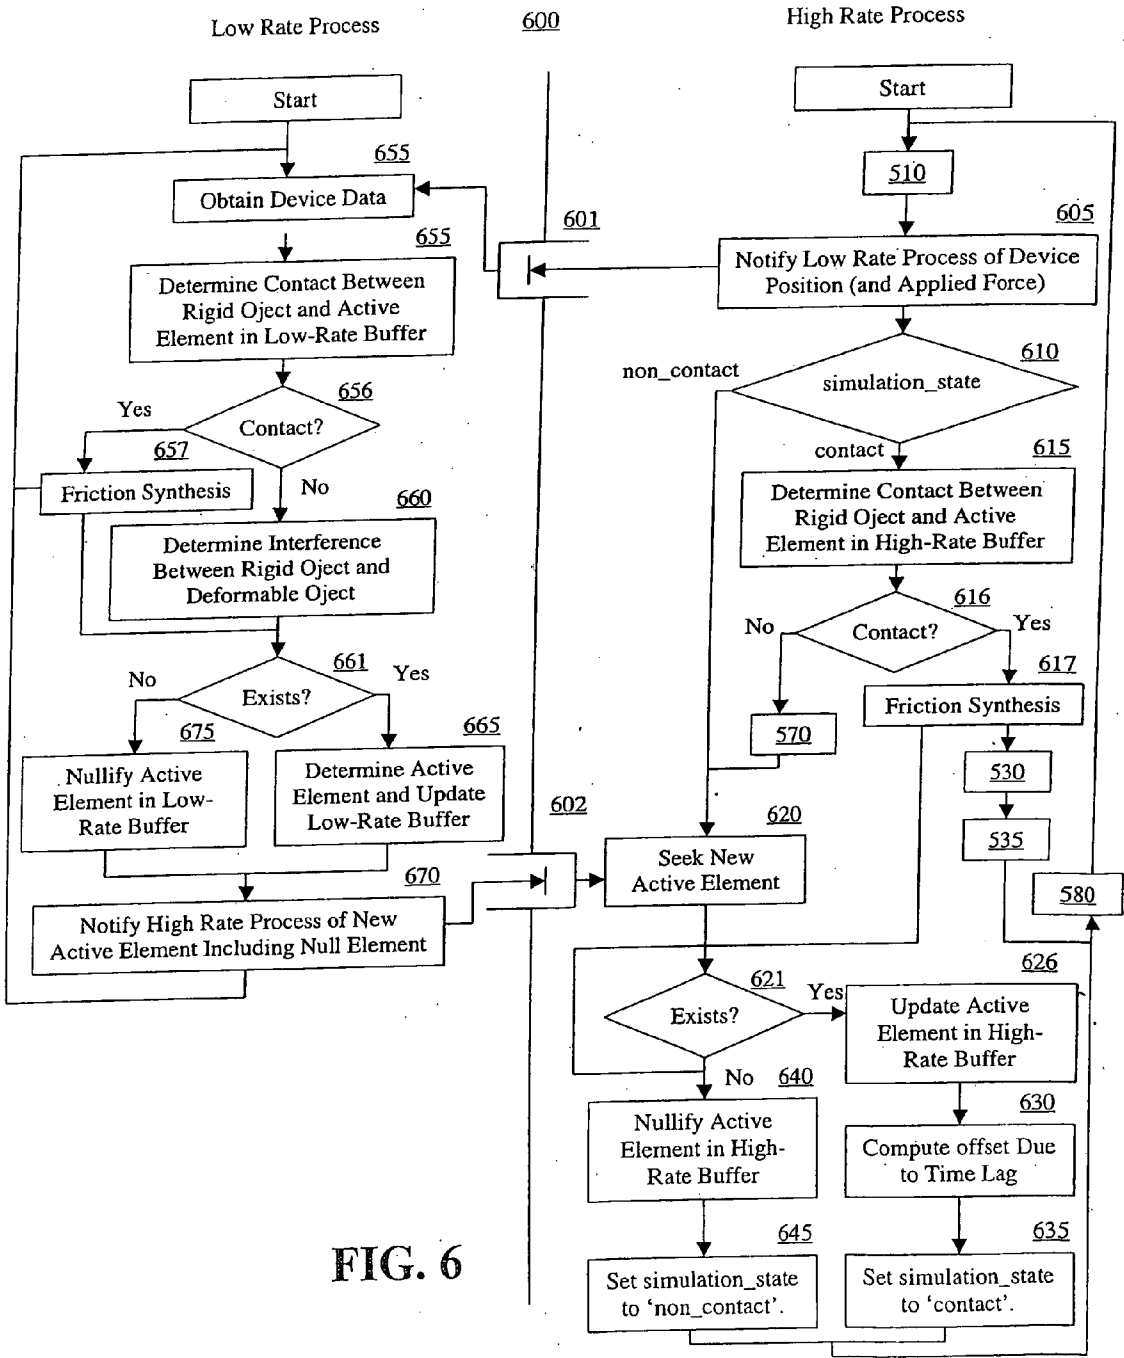 Low Rate Process
600
High Rate Process
Start
655
Obtain Device Data
655
Determine Contact Between
Rigid Oject and Active
Element in Low-Rate Buffer
656
Contact?
Yes
657
Friction Synthesis
No
660
Determine Interference
Between Rigid Oject and
Deformable Oject
661
Exists?
No
Yes
675
Nullify Active
Element in Low-
Rate Buffer
665
Determine Active
Element and Update
Low-Rate Buffer
670
Notify High Rate Process of New
Active Element Including Null Element
601
602
Start
510
605
Notify Low Rate Process of Device
Position (and Applied Force)
610
simulation_state
non_contact
contact
615
Determine Contact Between
Rigid Oject and Active
Element in High-Rate Buffer
616
Contact?
No
Yes
617
Friction Synthesis
570
530
535
580
620
Seek New
Active Element
621
Exists?
Yes
626
Update Active
Element in High-
Rate Buffer
No
640
Nullify Active
Element in High-
Rate Buffer
630
Compute offset Due
to Time Lag
645
Set simulation_state
to ‘non_contact’.
635
Set simulation_state
to ‘contact’.
FIG. 6